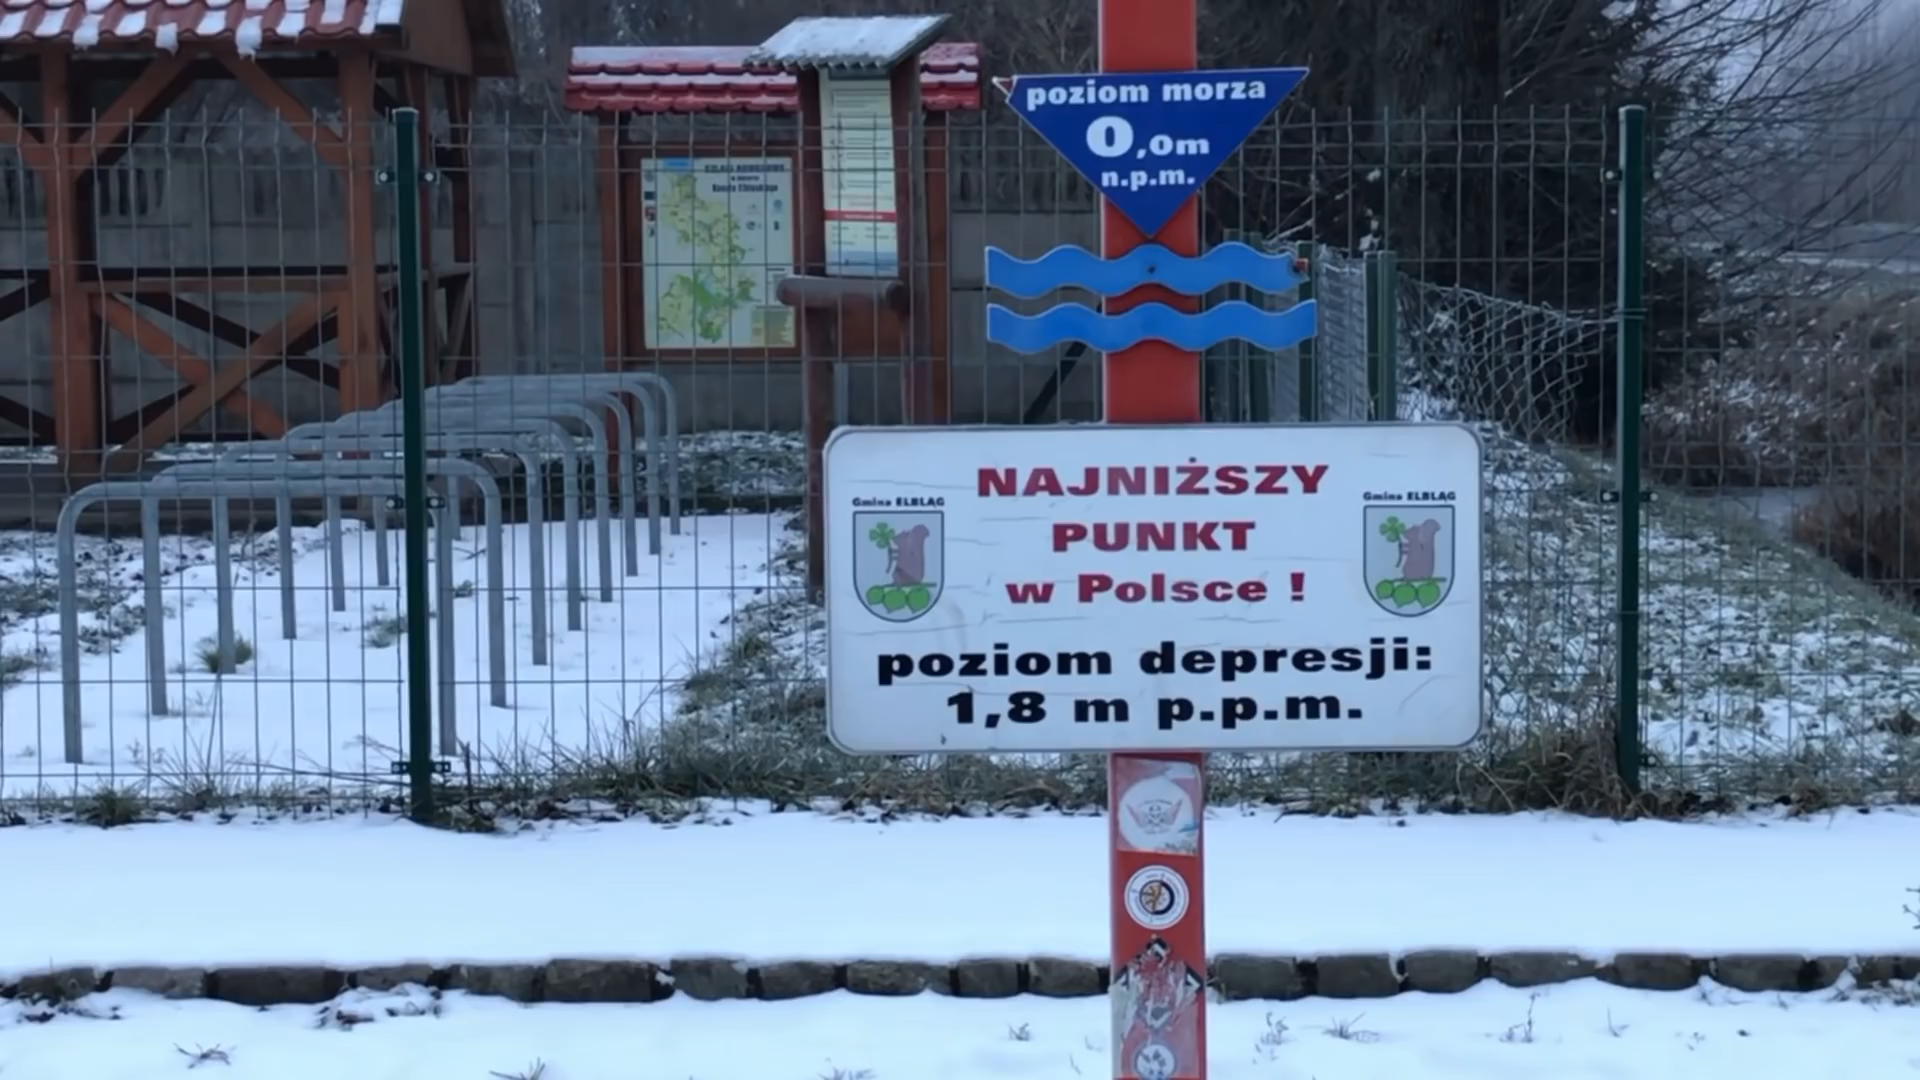 poziom morza
0,0m
n.p.m.
NAJNIŻSZY
PUNKT
w Polsce !
Gmina ELBLĄG
Gmina ELBLĄG
poziom depresji:
1,8 m p.p.m.